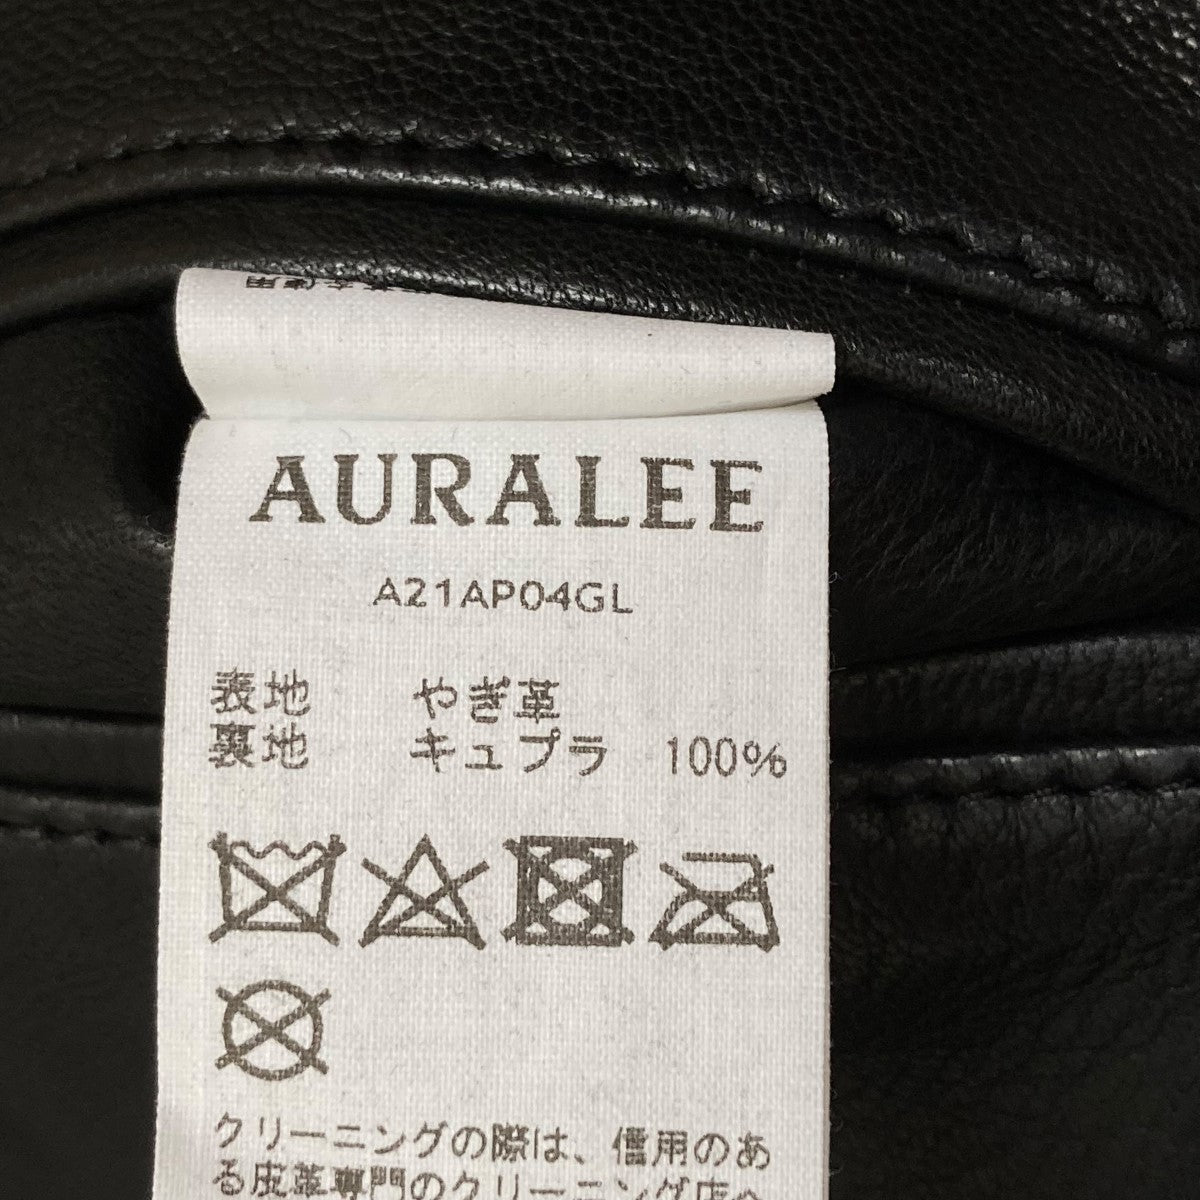 AURALEE
A21AP04GL
表地 やぎ革
裏地 キュプラ 100%
クリーニングの際は、信用のあ
る皮革専門のクリーニング店へ